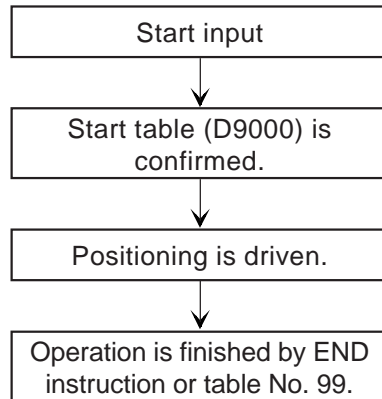 Start input
Start table (D9000) is
confirmed.
Positioning is driven.
Operation is finished by END
instruction or table No. 99.